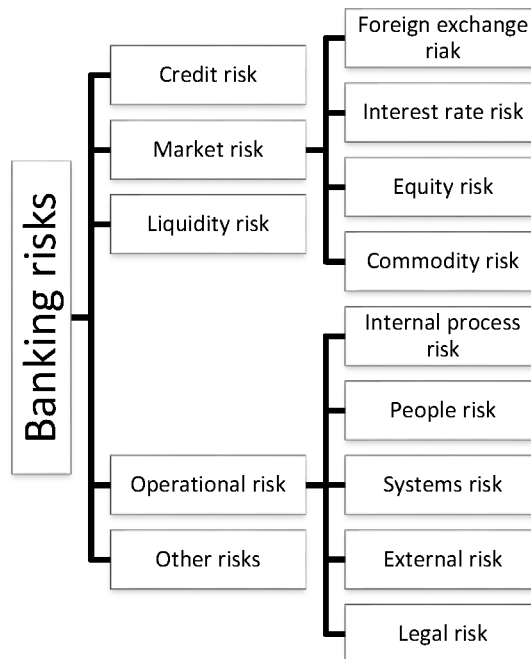 Banking risks
Credit risk
Market risk
Liquidity risk
Operational risk
Other risks
Foreign exchange
riak
Interest rate risk
Equity risk
Commodity risk
Internal process
risk
People risk
Systems risk
External risk
Legal risk